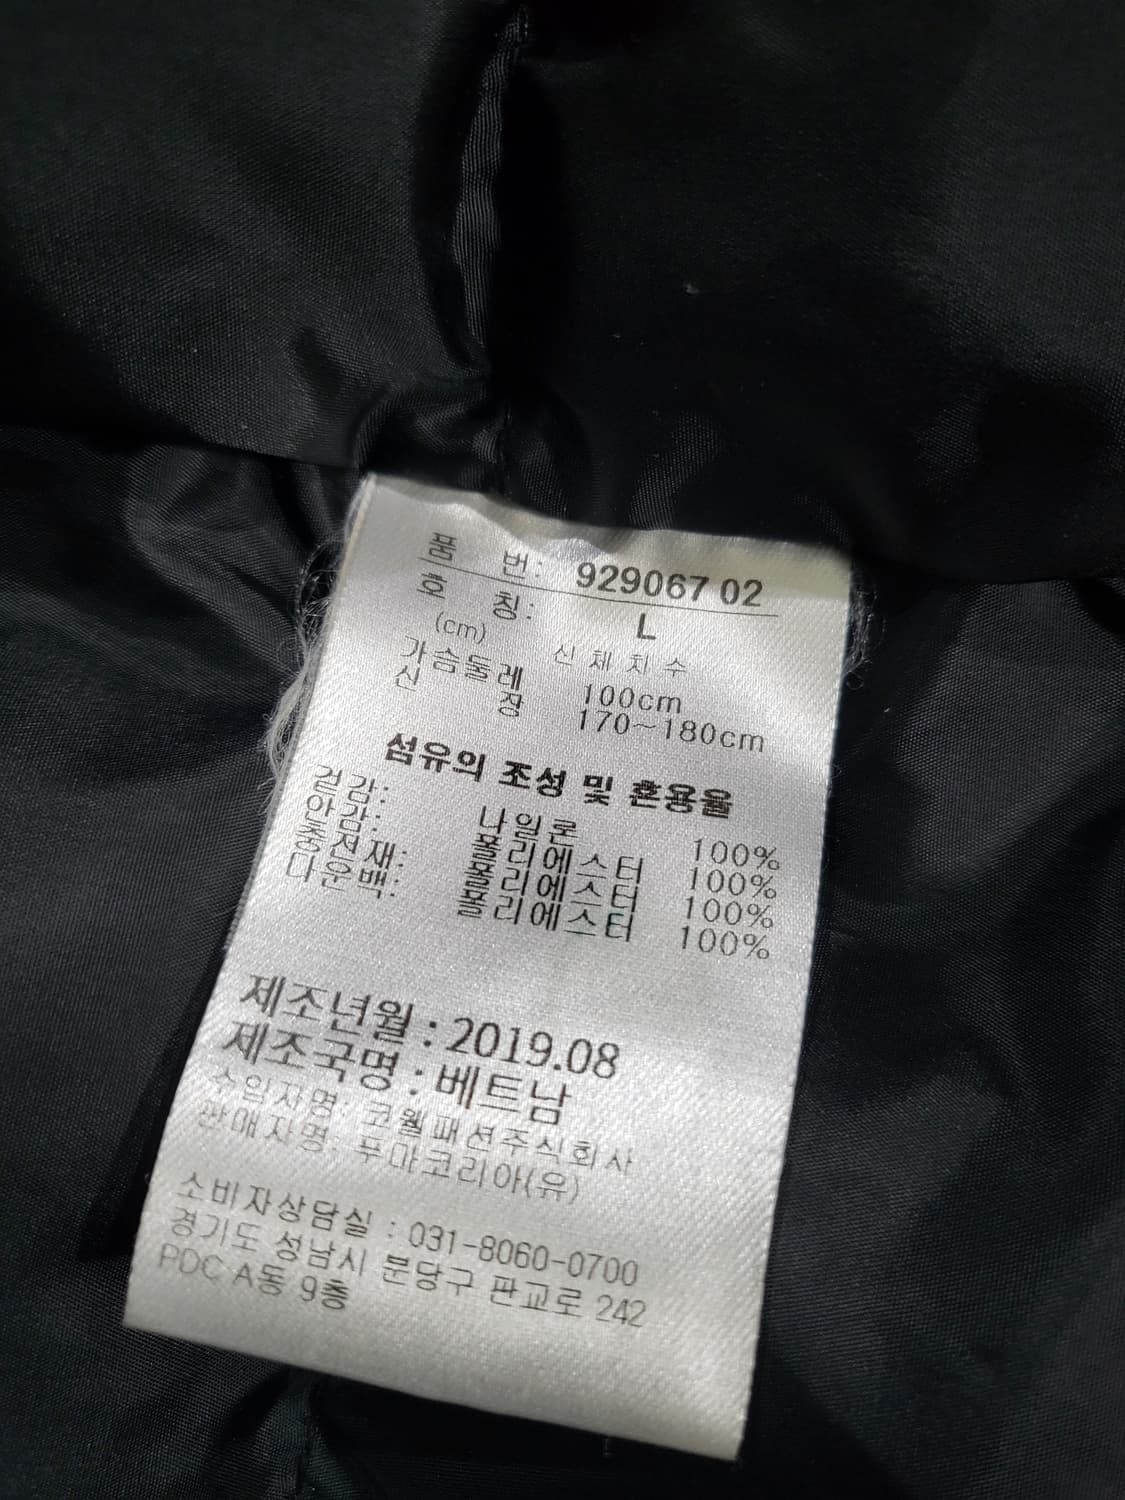 품 번: 929067 02
호 칭: L
(cm) 신체치수
가슴둘레 100cm
신 장 170~180cm
섬유의 조성 및 혼용율
겉감: 나일론 100%
안감: 폴리에스터 100%
충전재: 폴리에스터 100%
다운백: 폴리에스터 100%
제조년월 : 2019.08
제조국명 : 베트남
수입자명: 코웰패션주식회사
판매자명: 푸마코리아(유)
소비자상담실 : 031-8060-0700
경기도 성남시 분당구 판교로 242
PDC A동 9층